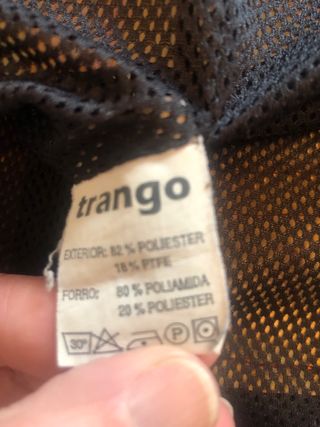 trango
EXTERIOR: 82 % POLIESTER
18 % PTFE
FORRO: 80 % POLIAMIDA
20 % POLIESTER
30° P